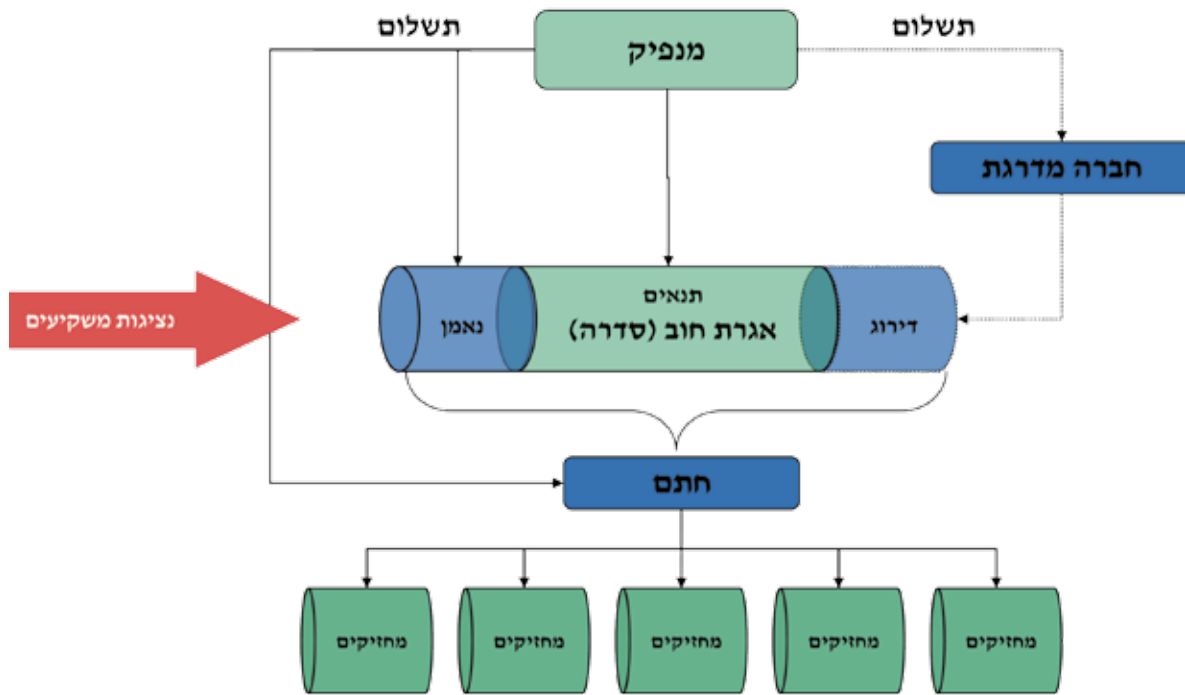 תשלום
מנפיק
תשלום
חברה מדרגת
נציגות משקיעים
דירוג
תנאים
אגרת חוב (סדרה)
נאמן
חתם
מחזיקים
מחזיקים
מחזיקים
מחזיקים
מחזיקים